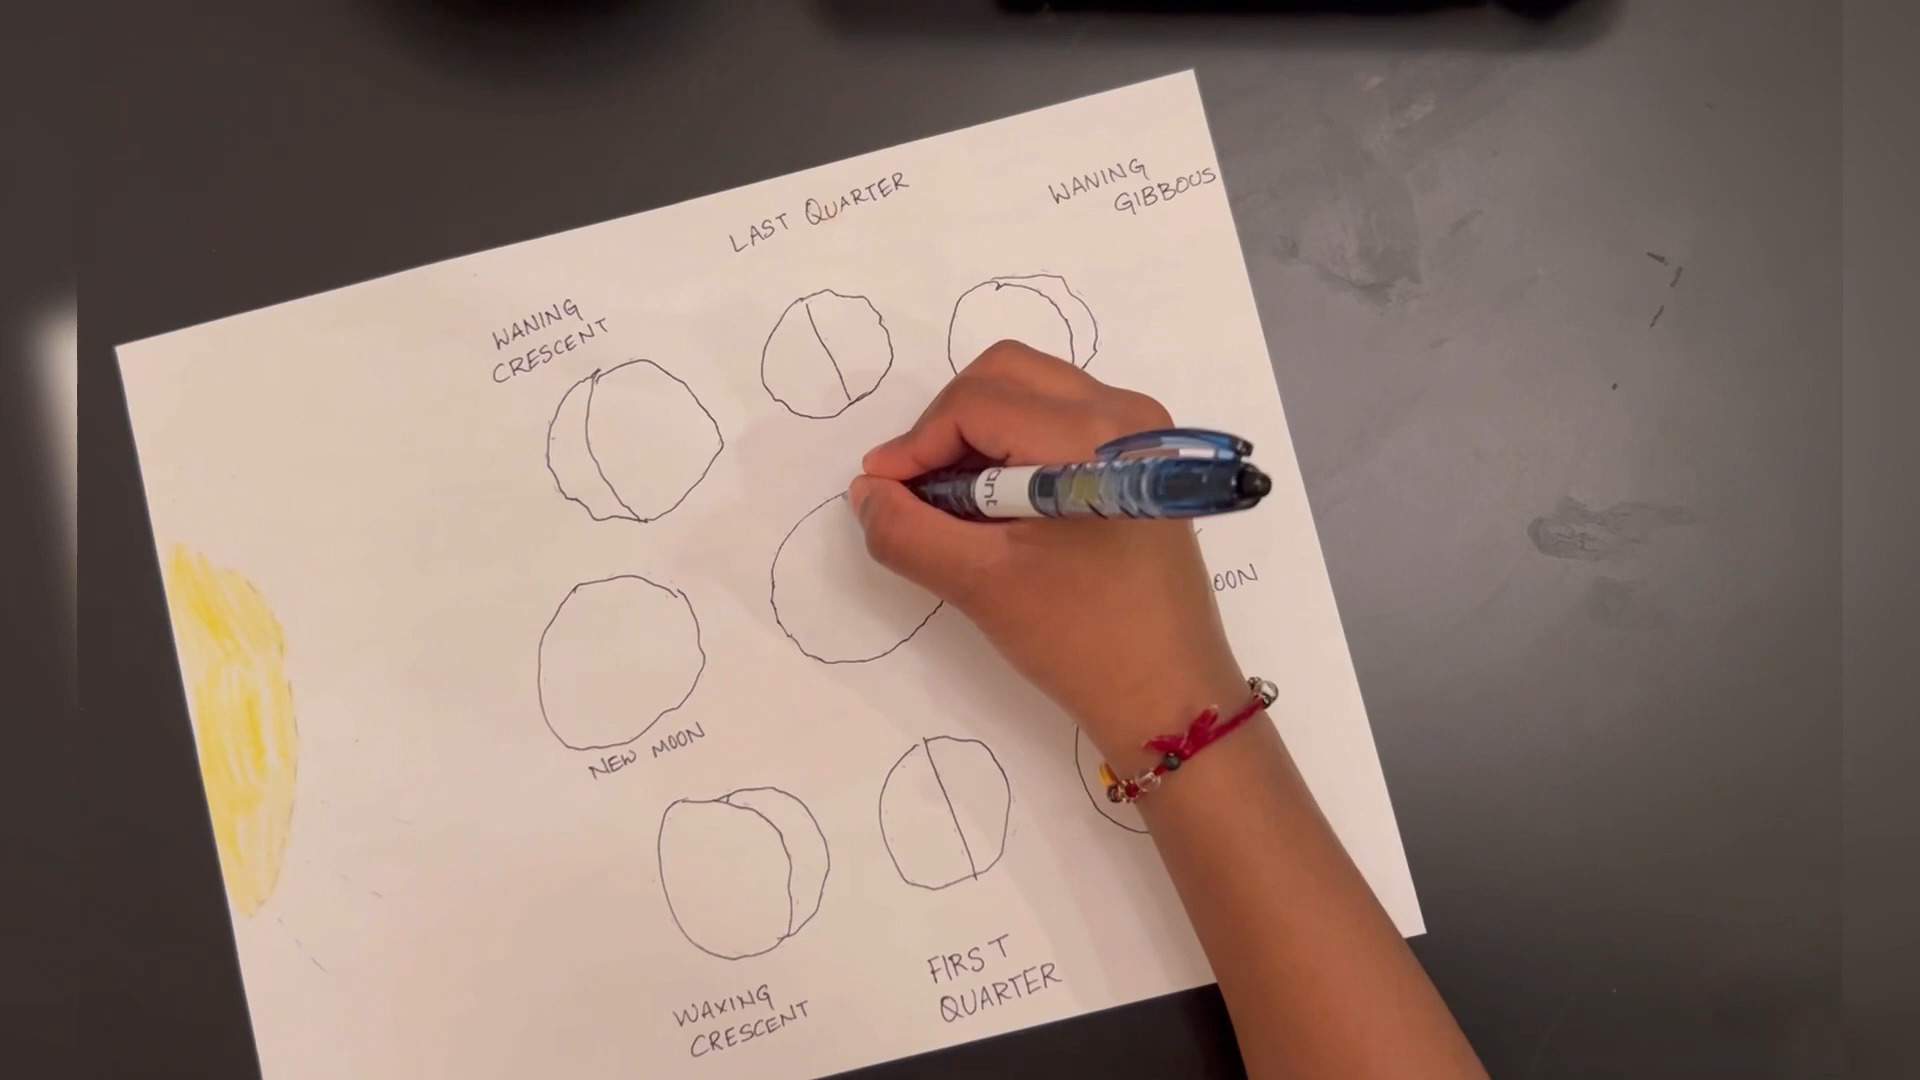 LAST QUARTER
WANING
GIBBOUS
WANING
CRESCENT
NEW MOON
WAXING
CRESCENT
FIRST
QUARTER